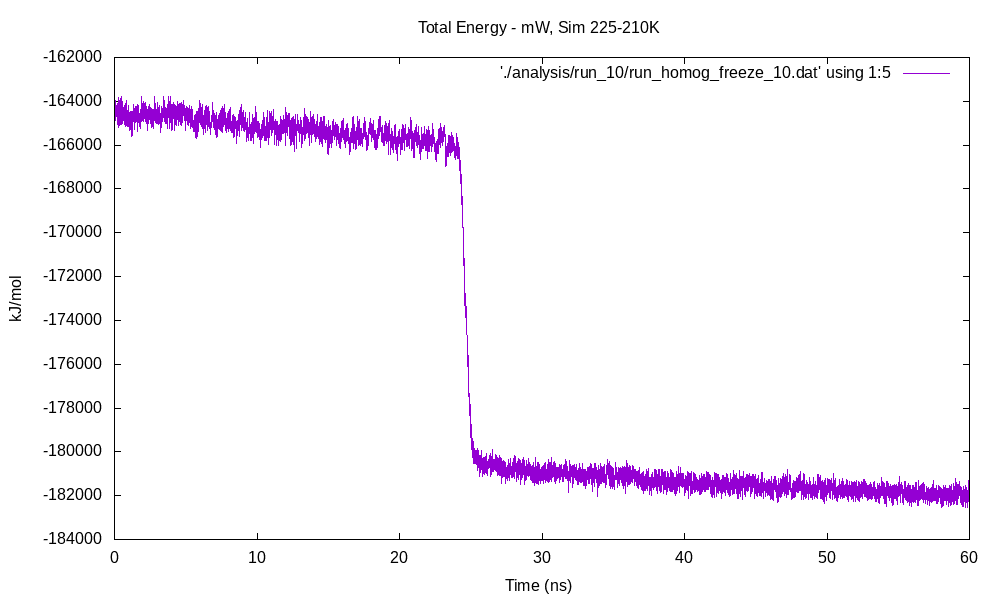 Total Energy - mW, Sim 225-210K
'./analysis/run_10/run_homog_freeze_10.dat' using 1:5
-162000
-164000
-166000
-168000
-170000
-172000
-174000
-176000
-178000
-180000
-182000
-184000
kJ/mol
0 10 20 30 40 50 60
Time (ns)